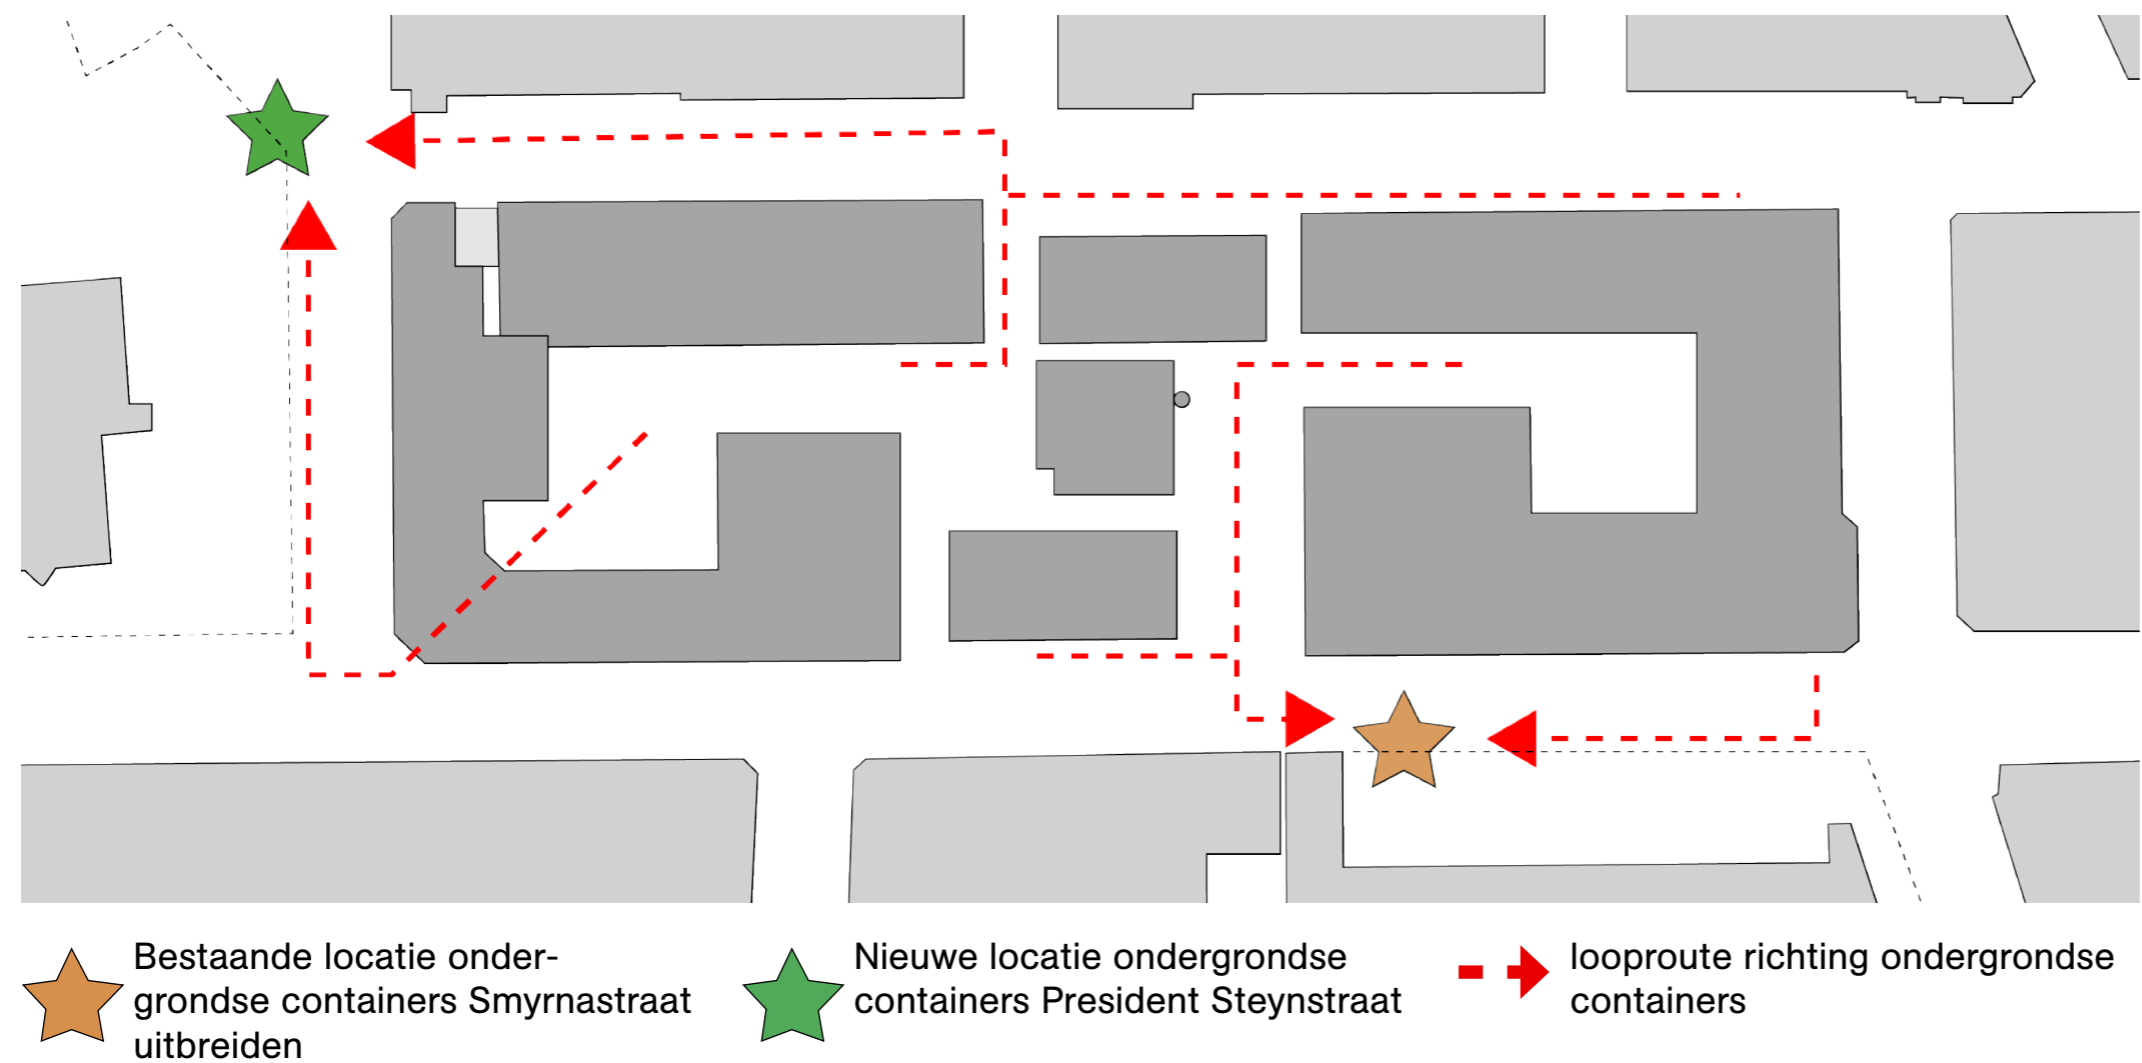 Bestaande locatie onder-
grondse containers Smyrnastraat
uitbreiden
Nieuwe locatie ondergrondse
containers President Steynstraat
looproute richting ondergrondse
containers